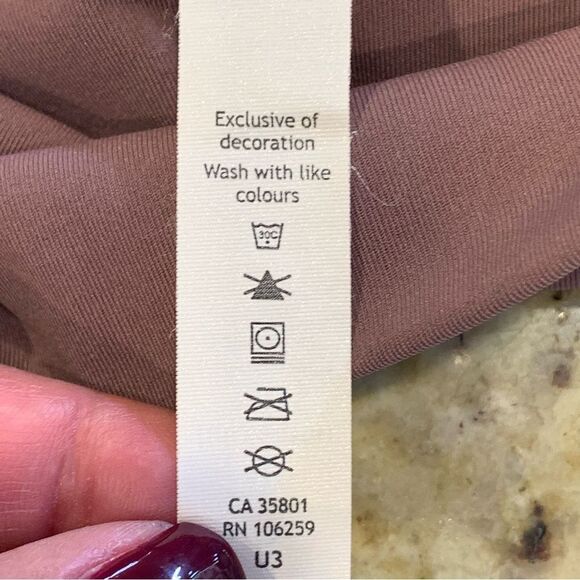 Exclusive of
decoration
Wash with like
colours
30C
CA 35801
RN 106259
U3